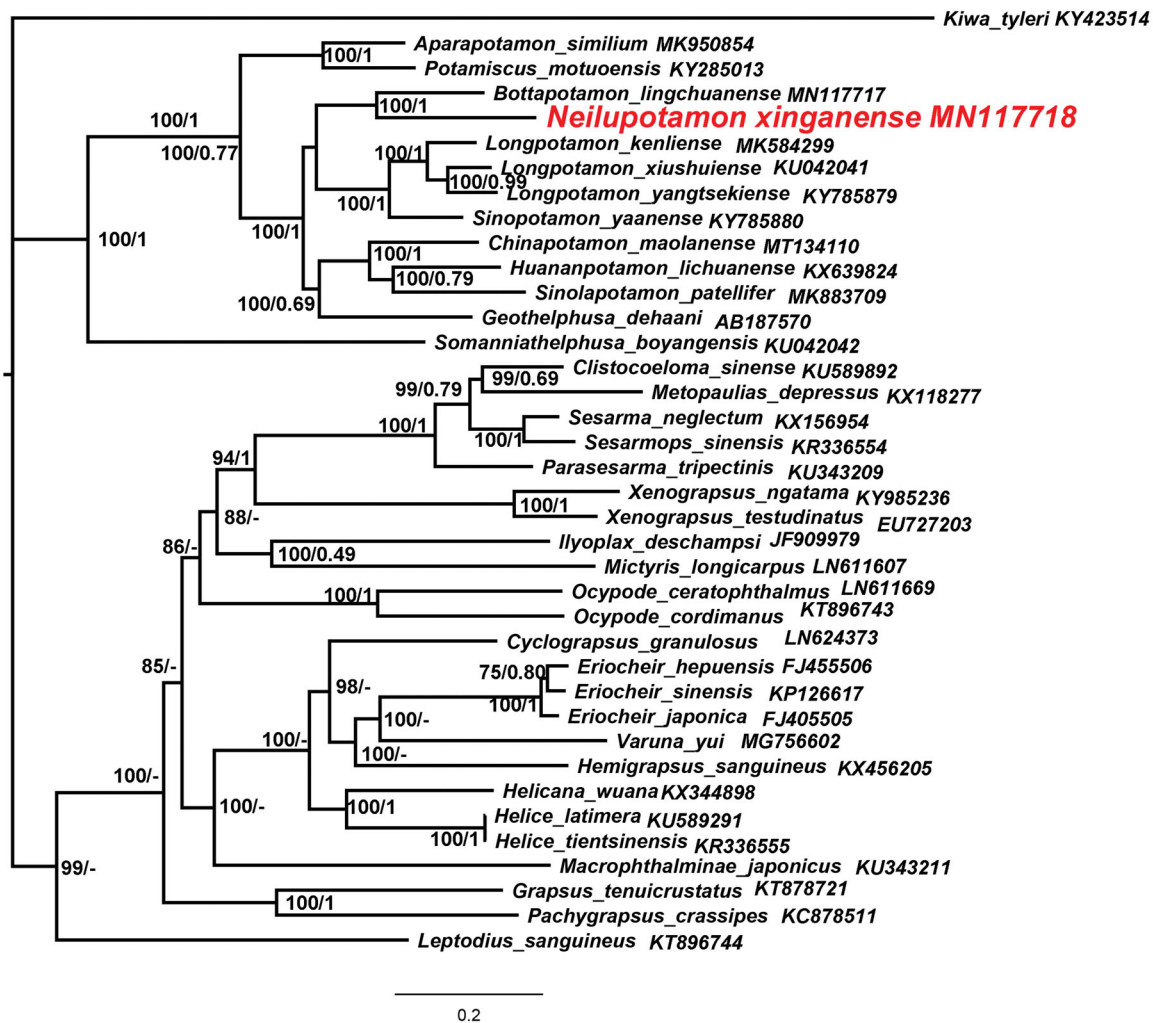 Kiwa_tyleri KY423514
Aparapotamon_similium MK950854
100/1
Potamiscus_motuoensis KY285013
Bottapotamon_lingchuanense MN117717
100/1
Neilupotamon xinganense MN117718
100/1
100/0.77
Longpotamon_kenliense MK584299
100/1
Longpotamon_xiushuiense KU042041
100/0.99
Longpotamon_yangtsekiense KY785879
100/1
Sinopotamon_yaanense KY785880
100/1
100/1
Chinapotamon_maolanense MT134110
100/1
Huananpotamon_lichuanense KX639824
100/0.79
Sinolapotamon_patellifer MK883709
100/0.69
Geothelphusa_dehaani AB187570
Somanniathelphusa_boyangensis KU042042
Clistocoeloma_sinense KU589892
99/0.69
99/0.79
Metopaulias_depressus KX118277
Sesarma_neglectum KX156954
100/1
100/1
Sesarmops_sinensis KR336554
94/1
Parasesarma_tripectinis KU343209
Xenograpsus_ngatama KY985236
100/1
88/-
Xenograpsus_testudinatus EU727203
86/-
Ilyoplax_deschampsi JF909979
100/0.49
Mictyris_longicarpus LN611607
Ocypode_ceratophthalmus LN611669
100/1
Ocypode_cordimanus KT896743
Cyclograpsus_granulosus LN624373
85/-
75/0.80
Eriocheir_hepuensis FJ455506
98/-
Eriocheir_sinensis KP126617
100/1
Eriocheir_japonica FJ405505
100/-
100/-
Varuna_yui MG756602
100/-
Hemigrapsus_sanguineus KX456205
100/-
Helicana_wuana KX344898
100/-
100/1
Helice_latimera KU589291
100/1
Helice_tientsinensis KR336555
99/-
Macrophthalminae_japonicus KU343211
Grapsus_tenuicrustatus KT878721
100/1
Pachygrapsus_crassipes KC878511
Leptodius_sanguineus KT896744
0.2